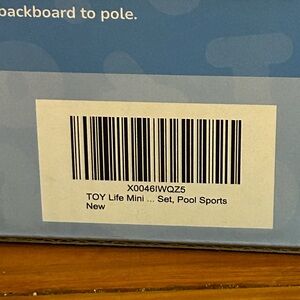 backboard to pole.
X0046IWQZ5
TOY Life Mini ... Set, Pool Sports
New